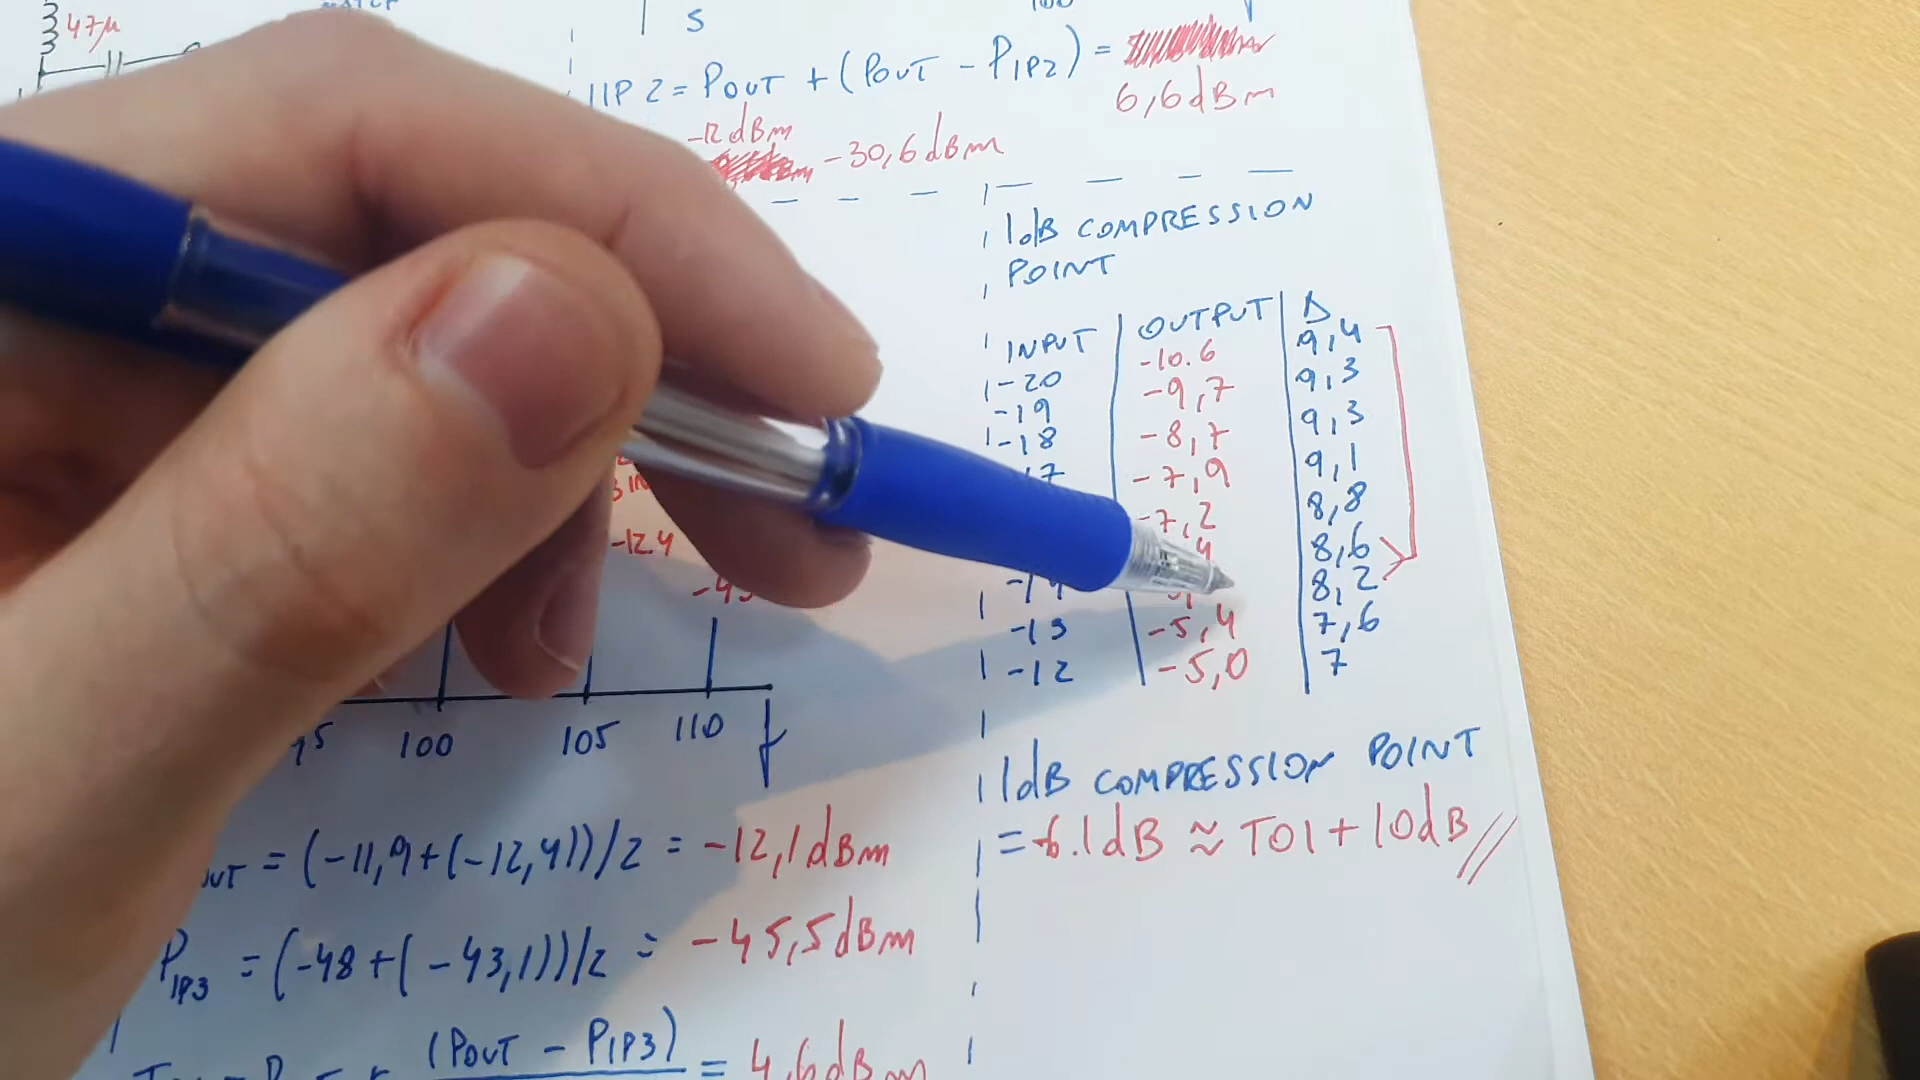 47µ
S
IIP2 = POUT + (POUT - PIP2) =
6,6dBm
-12dBm
-30,6dBm
1dB COMPRESSION
POINT
INPUT OUTPUT Δ
-20 -10.6 9,4
-19 -9,7 9,3
-18 -8,7 9,3
-7,9 9,1
-7,2 8,8
8,6
8,2
-13 -5,4 7,6
-12 -5,0 7
-12.4
100 105 110 f
1dB COMPRESSION POINT
= -6.1dB ≈ TOI + 10dB
= (-11,9+(-12,4))/2 = -12,1dBm
PIP3 = (-48+(-43,1))/2 = -45,5dBm
(POUT - PIP3)
= 4,6dBm